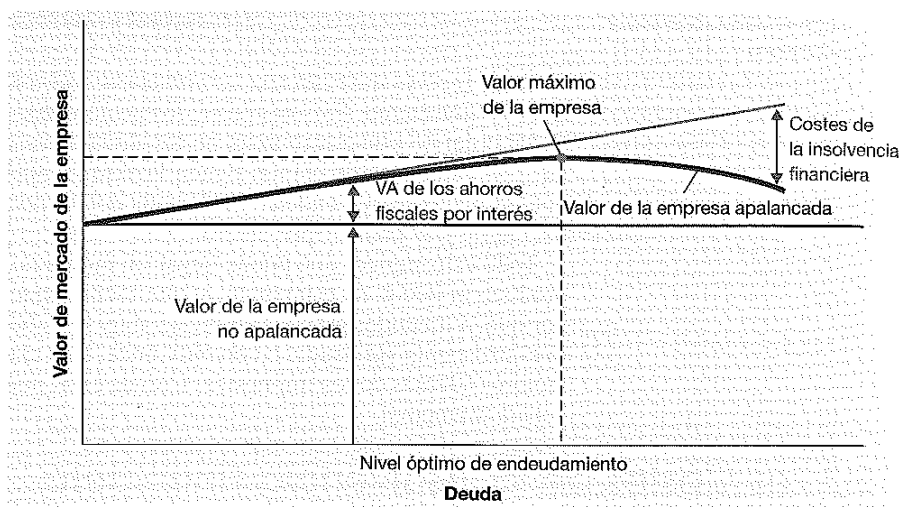 Valor de mercado de la empresa
Valor máximo
de la empresa
Costes de
la insolvencia
financiera
VA de los ahorros
fiscales por interés
Valor de la empresa apalancada
Valor de la empresa
no apalancada
Nivel óptimo de endeudamiento
Deuda